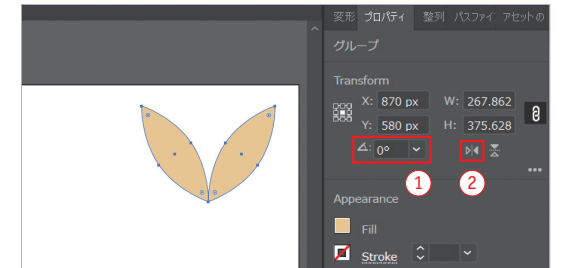 変形 プロパティ 整列 パスファイ アセットの
グループ
Transform
X: 870 px W: 267.862
Y: 580 px H: 375.628
0°
1 2
Appearance
Fill
Stroke